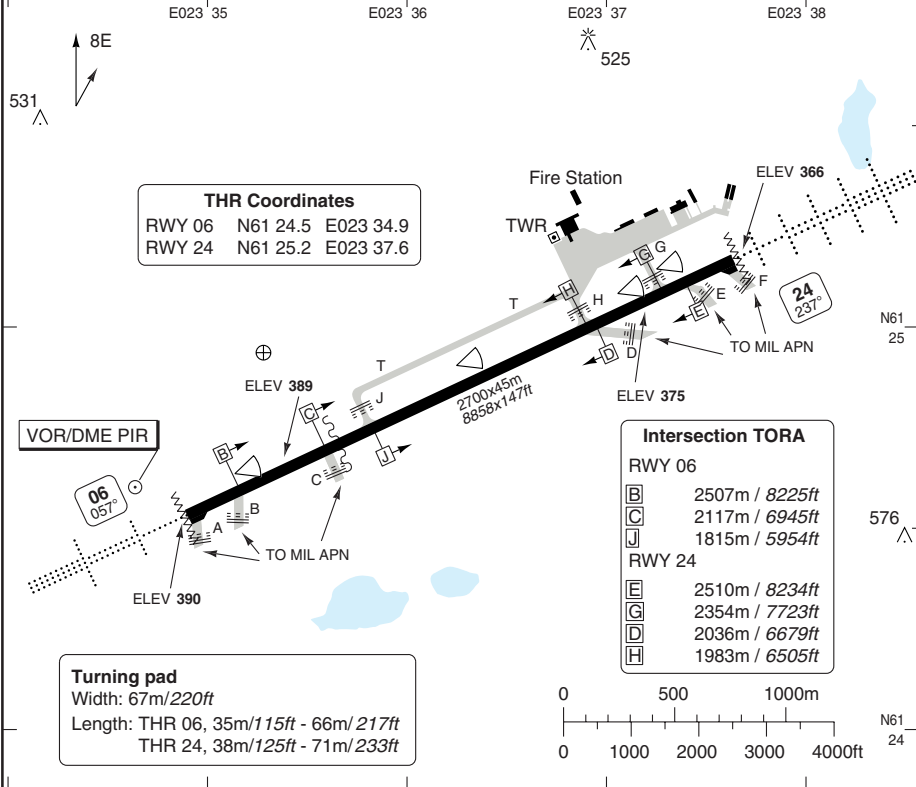 E023 35
E023 36
E023 37
E023 38
8E
525
531
THR Coordinates
RWY 06 N61 24.5 E023 34.9
RWY 24 N61 25.2 E023 37.6
Fire Station
TWR
ELEV 366
G G
F
E
E
24
237°
H
H
T
D
D
TO MIL APN
N61
25
T
ELEV 389
2700x45m
8858x147ft
ELEV 375
J
C
J
C
VOR/DME PIR
B
06
057°
B
A
TO MIL APN
ELEV 390
Intersection TORA
RWY 06
B 2507m / 8225ft
C 2117m / 6945ft
J 1815m / 5954ft
RWY 24
E 2510m / 8234ft
G 2354m / 7723ft
D 2036m / 6679ft
H 1983m / 6505ft
576
Turning pad
Width: 67m/220ft
Length: THR 06, 35m/115ft - 66m/217ft
THR 24, 38m/125ft - 71m/233ft
0 500 1000m
0 1000 2000 3000 4000ft
N61
24